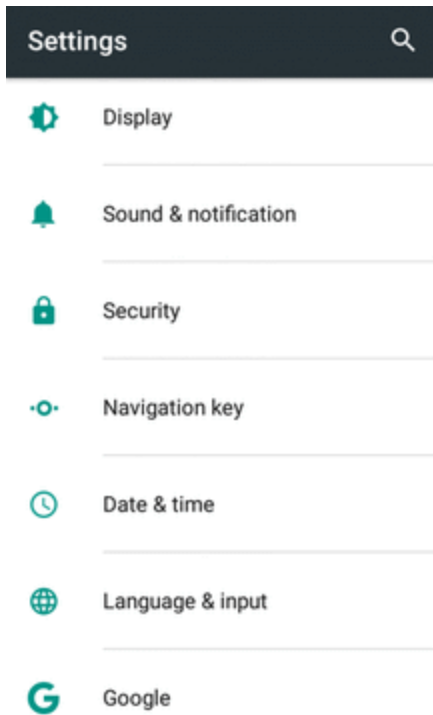 Settings
Display
Sound & notification
Security
Navigation key
Date & time
Language & input
Google